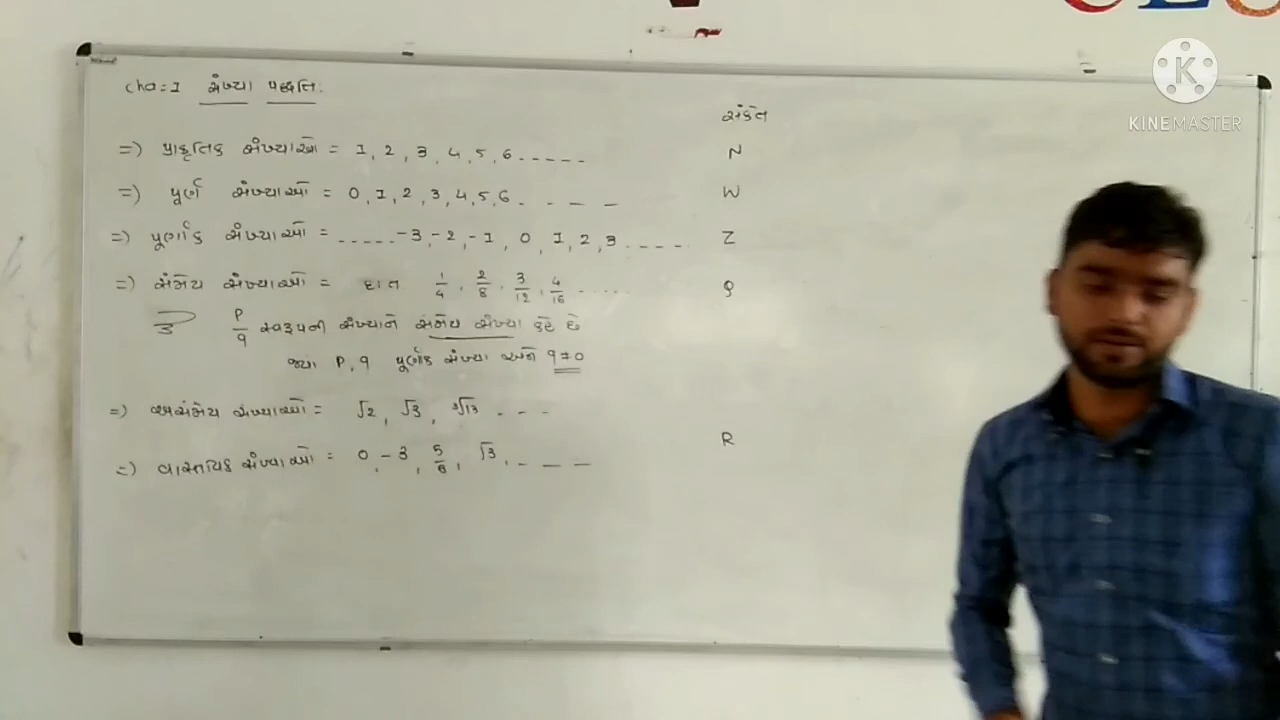 Cha:1 સંખ્યા પદ્ધતિ.
સંકેત
=) પ્રાકૃતિક સંખ્યાઓ = 1, 2, 3, 4, 5, 6 ----- N
=) પૂર્ણ સંખ્યાઓ = 0, 1, 2, 3, 4, 5, 6 - - - - W
=) પૂર્ણાંક સંખ્યાઓ = ----- -3, -2, -1, 0, 1, 2, 3 ----- Z
=) સંમેય સંખ્યાઓ = દા ત 1/4, 2/8, 3/12, 4/16 ..... Q
P/q સ્વરૂપની સંખ્યાને સંમેય સંખ્યા કહે છે
જ્યાં P, q પૂર્ણાંક સંખ્યા અને q≠0
=) અસંમેય સંખ્યાઓ = √2, √3, ---
=) વાસ્તવિક સંખ્યાઓ = 0, -3, 5/6, √3, - - - R
KINEMASTER